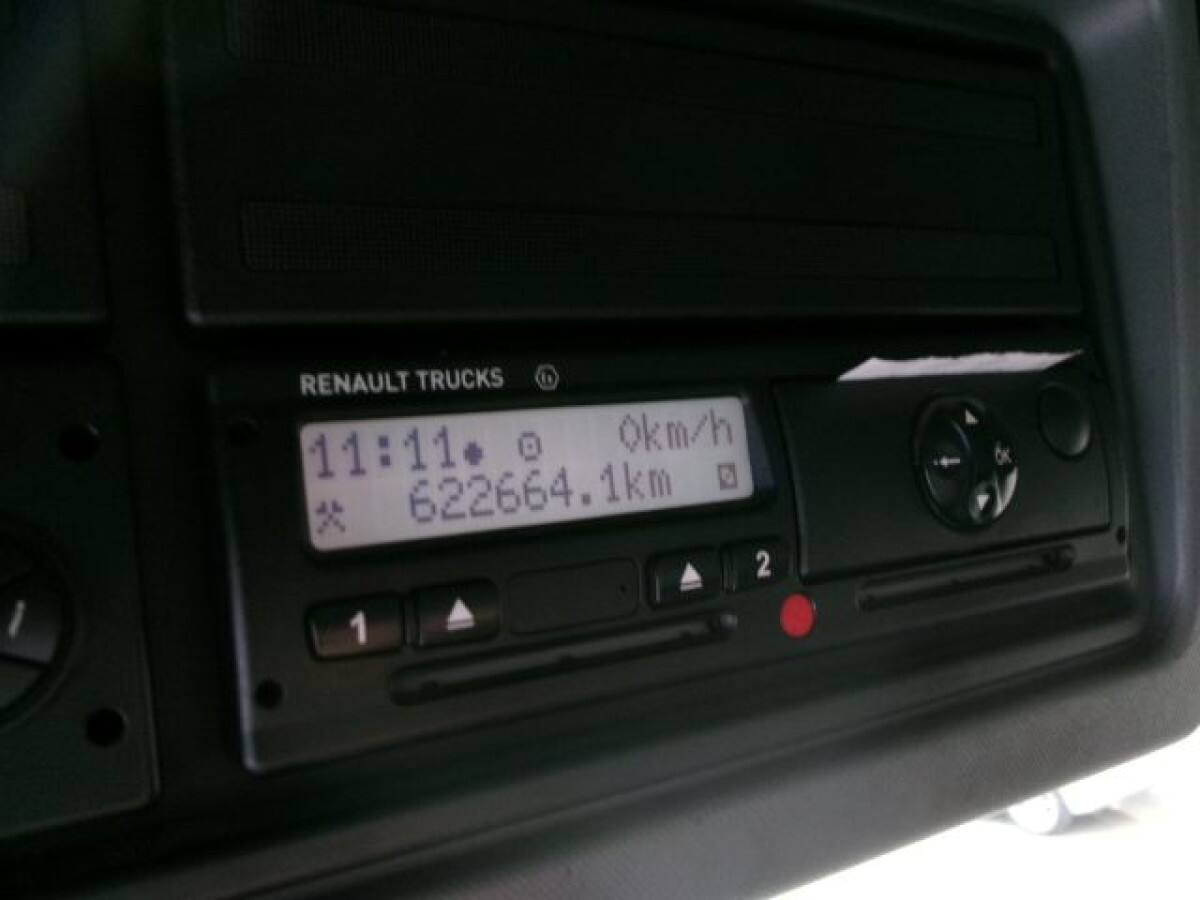 RENAULT TRUCKS
11:11 0km/h
622664.1km
1
2
OK